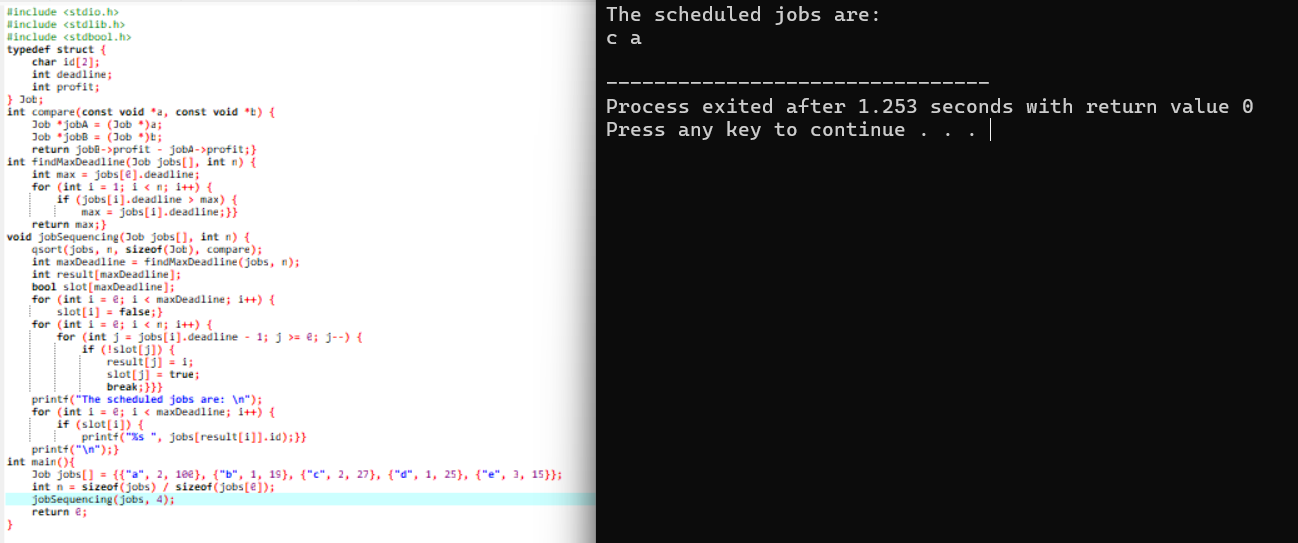 #include <stdio.h>
#include <stdlib.h>
#include <stdbool.h>
typedef struct {
    char id[2];
    int deadline;
    int profit;
} Job;
int compare(const void *a, const void *b) {
    Job *jobA = (Job *)a;
    Job *jobB = (Job *)b;
    return jobB->profit - jobA->profit;}
int findMaxDeadline(Job jobs[], int n) {
    int max = jobs[0].deadline;
    for (int i = 1; i < n; i++) {
        if (jobs[i].deadline > max) {
            max = jobs[i].deadline;}}
    return max;}
void jobSequencing(Job jobs[], int n) {
    qsort(jobs, n, sizeof(Job), compare);
    int maxDeadline = findMaxDeadline(jobs, n);
    int result[maxDeadline];
    bool slot[maxDeadline];
    for (int i = 0; i < maxDeadline; i++) {
        slot[i] = false;}
    for (int i = 0; i < n; i++) {
        for (int j = jobs[i].deadline - 1; j >= 0; j--) {
            if (!slot[j]) {
                result[j] = i;
                slot[j] = true;
                break;}}}
    printf("The scheduled jobs are: \n");
    for (int i = 0; i < maxDeadline; i++) {
        if (slot[i]) {
            printf("%s ", jobs[result[i]].id);}}
    printf("\n");}
int main(){
    Job jobs[] = {{"a", 2, 100}, {"b", 1, 19}, {"c", 2, 27}, {"d", 1, 25}, {"e", 3, 15}};
    int n = sizeof(jobs) / sizeof(jobs[0]);
    jobSequencing(jobs, 4);
    return 0;
}
The scheduled jobs are:
c a
--------------------------------
Process exited after 1.253 seconds with return value 0
Press any key to continue . . .